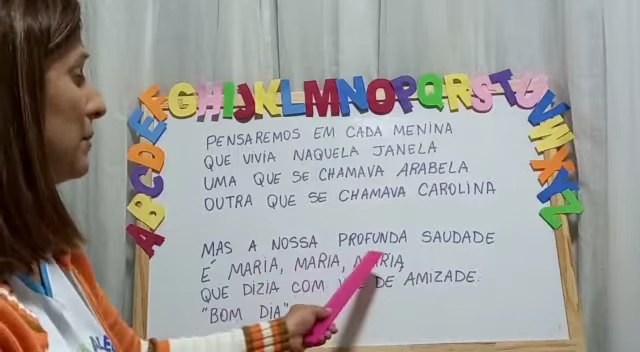 ABCDEFGHIJKLMNOPQRSTUVWXYZ
PENSAREMOS EM CADA MENINA
QUE VIVIA NAQUELA JANELA
UMA QUE SE CHAMAVA ARABELA
OUTRA QUE SE CHAMAVA CAROLINA
MAS A NOSSA PROFUNDA SAUDADE
É MARIA, MARIA, MARIA,
QUE DIZIA COM DE AMIZADE:
"BOM DIA"